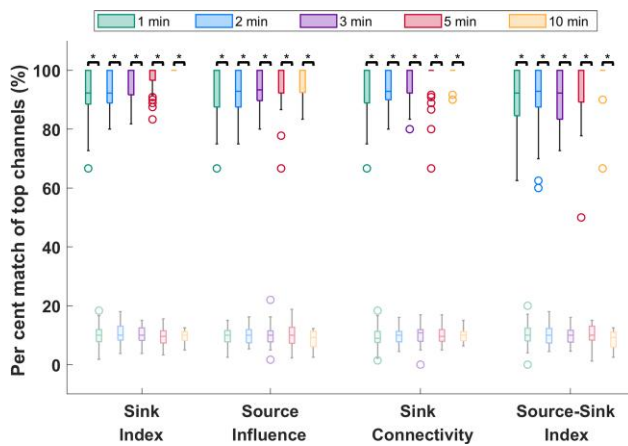 1 min 2 min 3 min 5 min 10 min
* * * * * * * * * * * * * * * * * * * *
Per cent match of top channels (%)
100
80
60
40
20
0
Sink Index
Source Influence
Sink Connectivity
Source-Sink Index